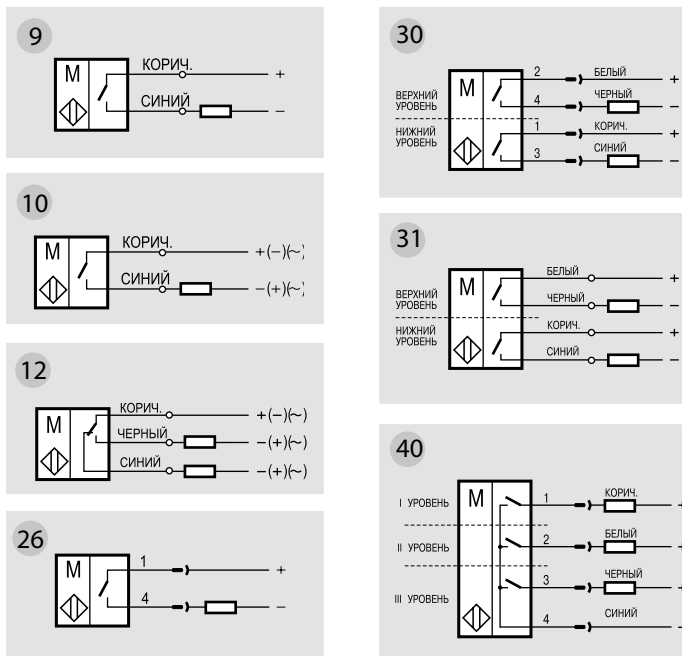 9
M
КОРИЧ.
+
СИНИЙ
−
10
M
КОРИЧ.
+(−)(~)
СИНИЙ
−(+)(~)
12
M
КОРИЧ.
+(−)(~)
ЧЕРНЫЙ
−(+)(~)
СИНИЙ
−(+)(~)
26
M
1
+
4
−
30
M
ВЕРХНИЙ
УРОВЕНЬ
НИЖНИЙ
УРОВЕНЬ
2 БЕЛЫЙ +
4 ЧЕРНЫЙ −
1 КОРИЧ. +
3 СИНИЙ −
31
M
ВЕРХНИЙ
УРОВЕНЬ
НИЖНИЙ
УРОВЕНЬ
БЕЛЫЙ +
ЧЕРНЫЙ −
КОРИЧ. +
СИНИЙ −
40
M
I УРОВЕНЬ
II УРОВЕНЬ
III УРОВЕНЬ
1 КОРИЧ. +
2 БЕЛЫЙ +
3 ЧЕРНЫЙ +
4 СИНИЙ −